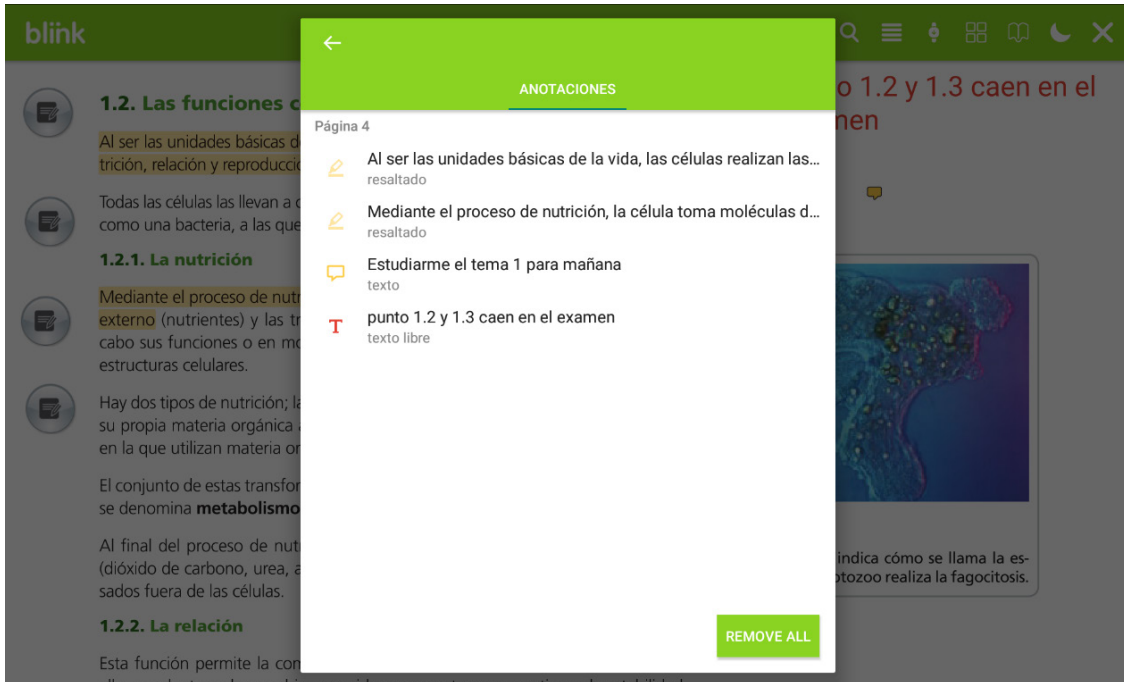 blink
ANOTACIONES
Página 4
Al ser las unidades básicas de la vida, las células realizan las...
resaltado
Mediante el proceso de nutrición, la célula toma moléculas d...
resaltado
Estudiarme el tema 1 para mañana
texto
T
punto 1.2 y 1.3 caen en el examen
texto libre
REMOVE ALL
1.2. Las funciones c
Al ser las unidades básicas d
trición, relación y reproducci
Todas las células las llevan a
como una bacteria, a las que
1.2.1. La nutrición
Mediante el proceso de nutr
externo (nutrientes) y las tr
cabo sus funciones o en mo
estructuras celulares.
Hay dos tipos de nutrición; la
su propia materia orgánica
en la que utilizan materia or
El conjunto de estas transfor
se denomina metabolismo
Al final del proceso de nutr
(dióxido de carbono, urea, a
sados fuera de las células.
1.2.2. La relación
Esta función permite la com
o 1.2 y 1.3 caen en el
men
indica cómo se llama la es-
otozoo realiza la fagocitosis.